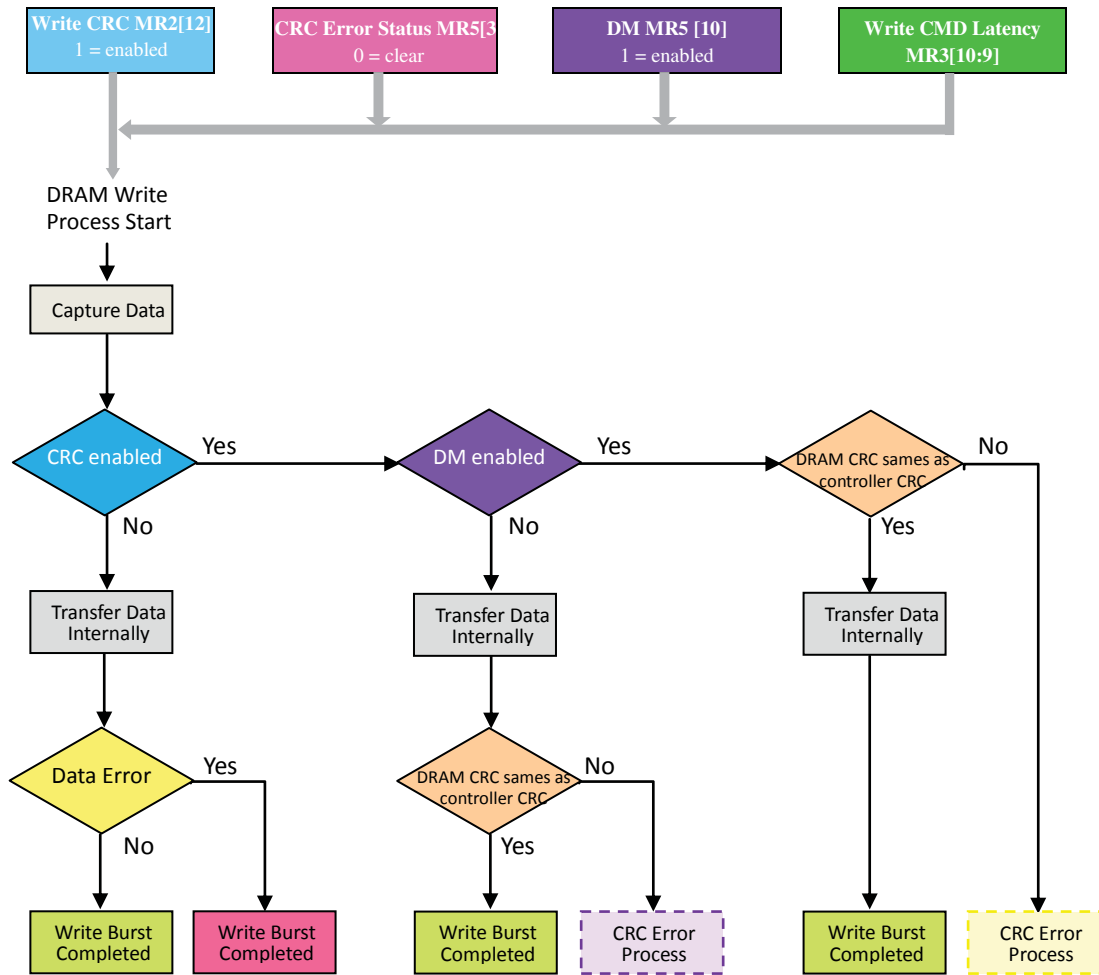 Write CRC MR2[12]
1 = enabled
CRC Error Status MR5[3
0 = clear
DM MR5 [10]
1 = enabled
Write CMD Latency
MR3[10:9]
DRAM Write
Process Start
Capture Data
CRC enabled
Yes
DM enabled
Yes
DRAM CRC sames as
controller CRC
No
No
No
Yes
Transfer Data
Internally
Transfer Data
Internally
Transfer Data
Internally
Data Error
Yes
DRAM CRC sames as
controller CRC
No
No
Yes
Write Burst
Completed
Write Burst
Completed
Write Burst
Completed
CRC Error
Process
Write Burst
Completed
CRC Error
Process